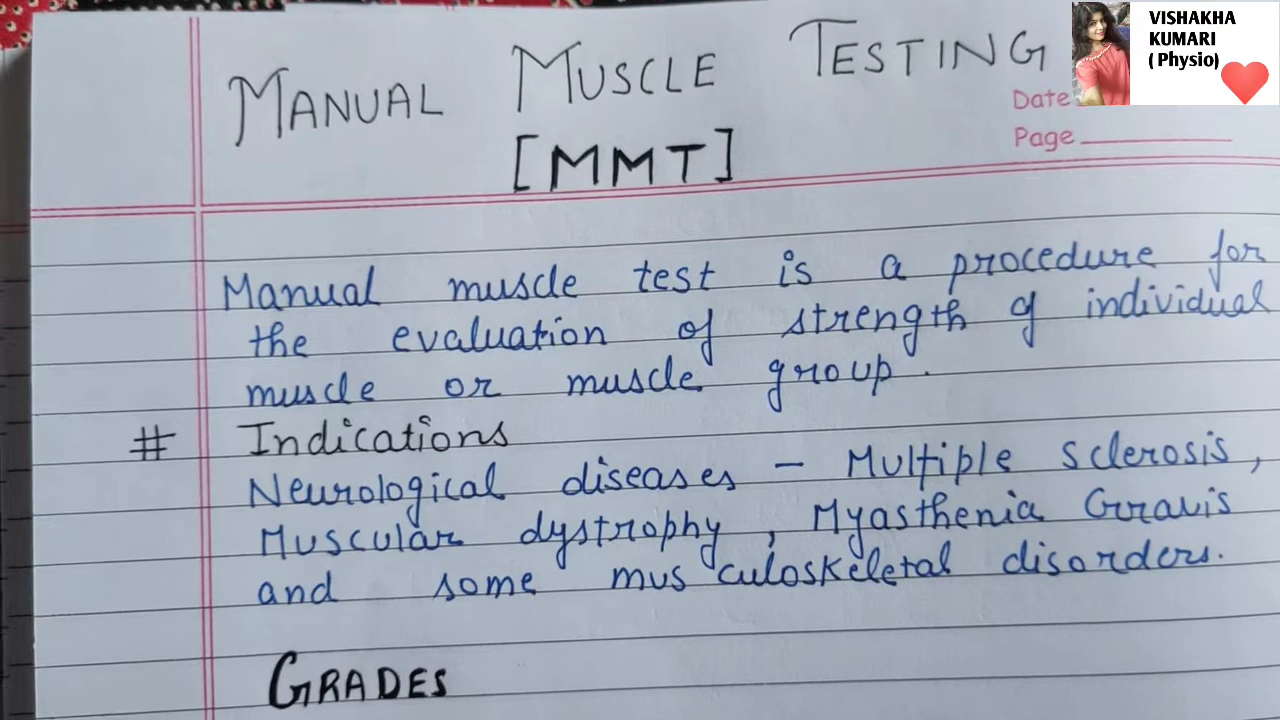 MANUAL MUSCLE TESTING
[MMT]
VISHAKHA
KUMARI
( Physio)
Date
Page
Manual muscle test is a procedure for
the evaluation of strength of individual
muscle or muscle group.
# Indications
Neurological diseases - Multiple sclerosis,
Muscular dystrophy, Myasthenia Gravis
and some musculoskeletal disorders.
GRADES